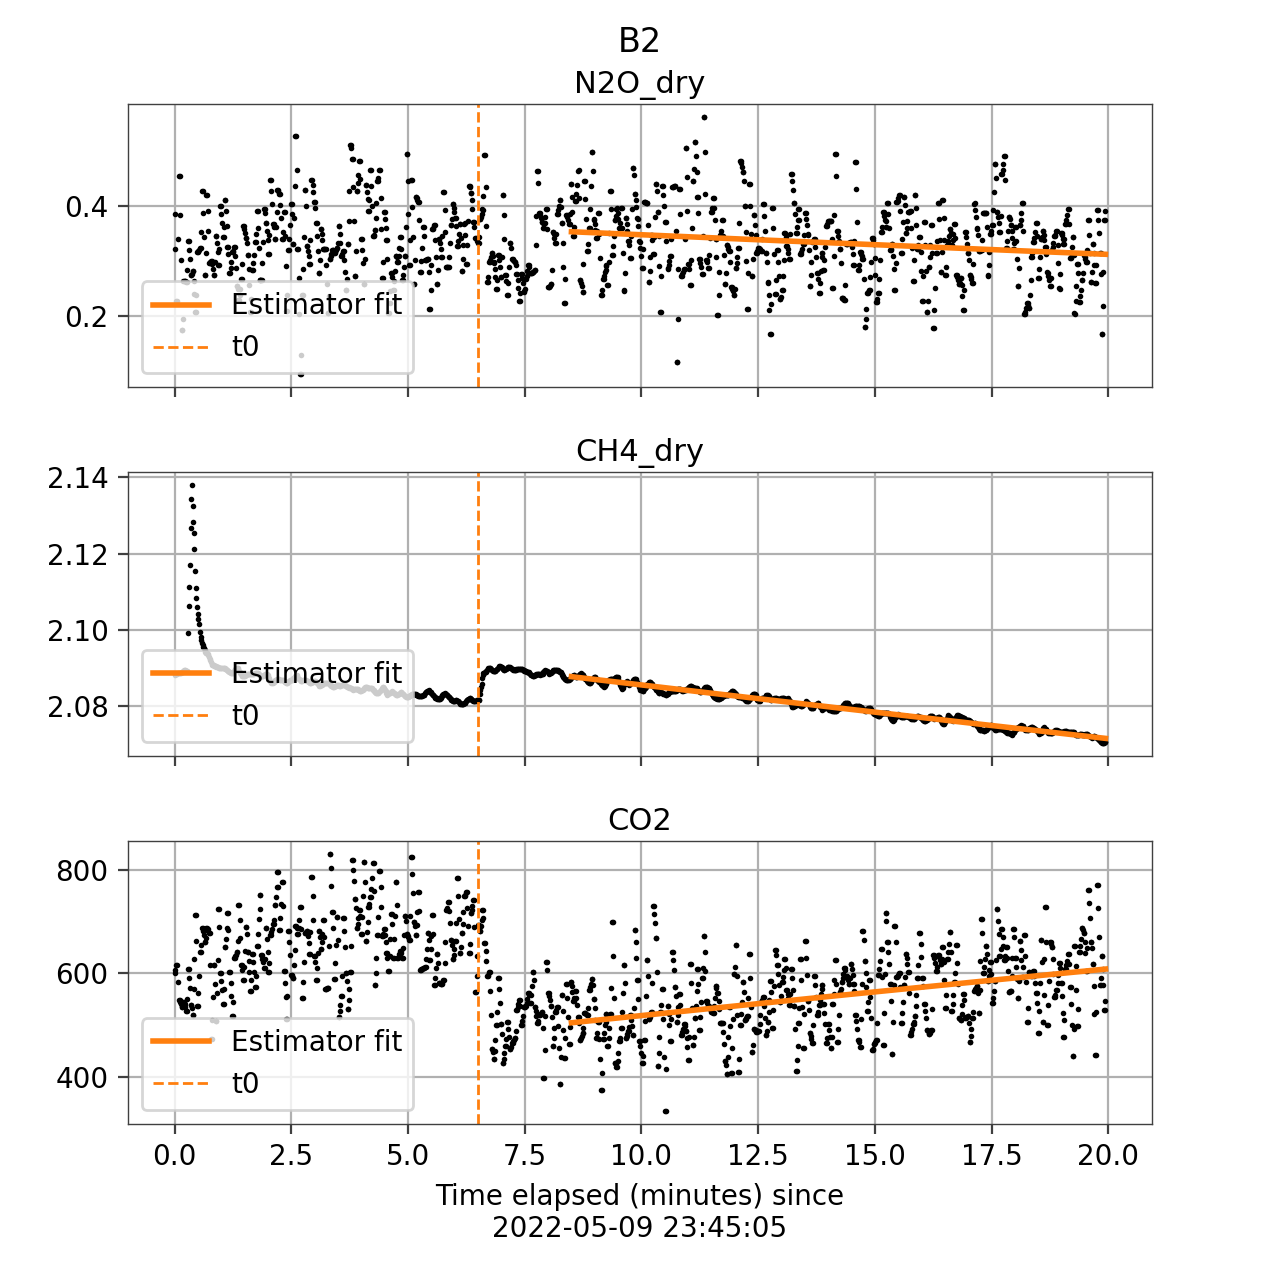 B2
N2O_dry
0.4
0.2
Estimator fit
t0
CH4_dry
2.14
2.12
2.10
2.08
Estimator fit
t0
CO2
800
600
400
Estimator fit
t0
0.0 2.5 5.0 7.5 10.0 12.5 15.0 17.5 20.0
Time elapsed (minutes) since
2022-05-09 23:45:05